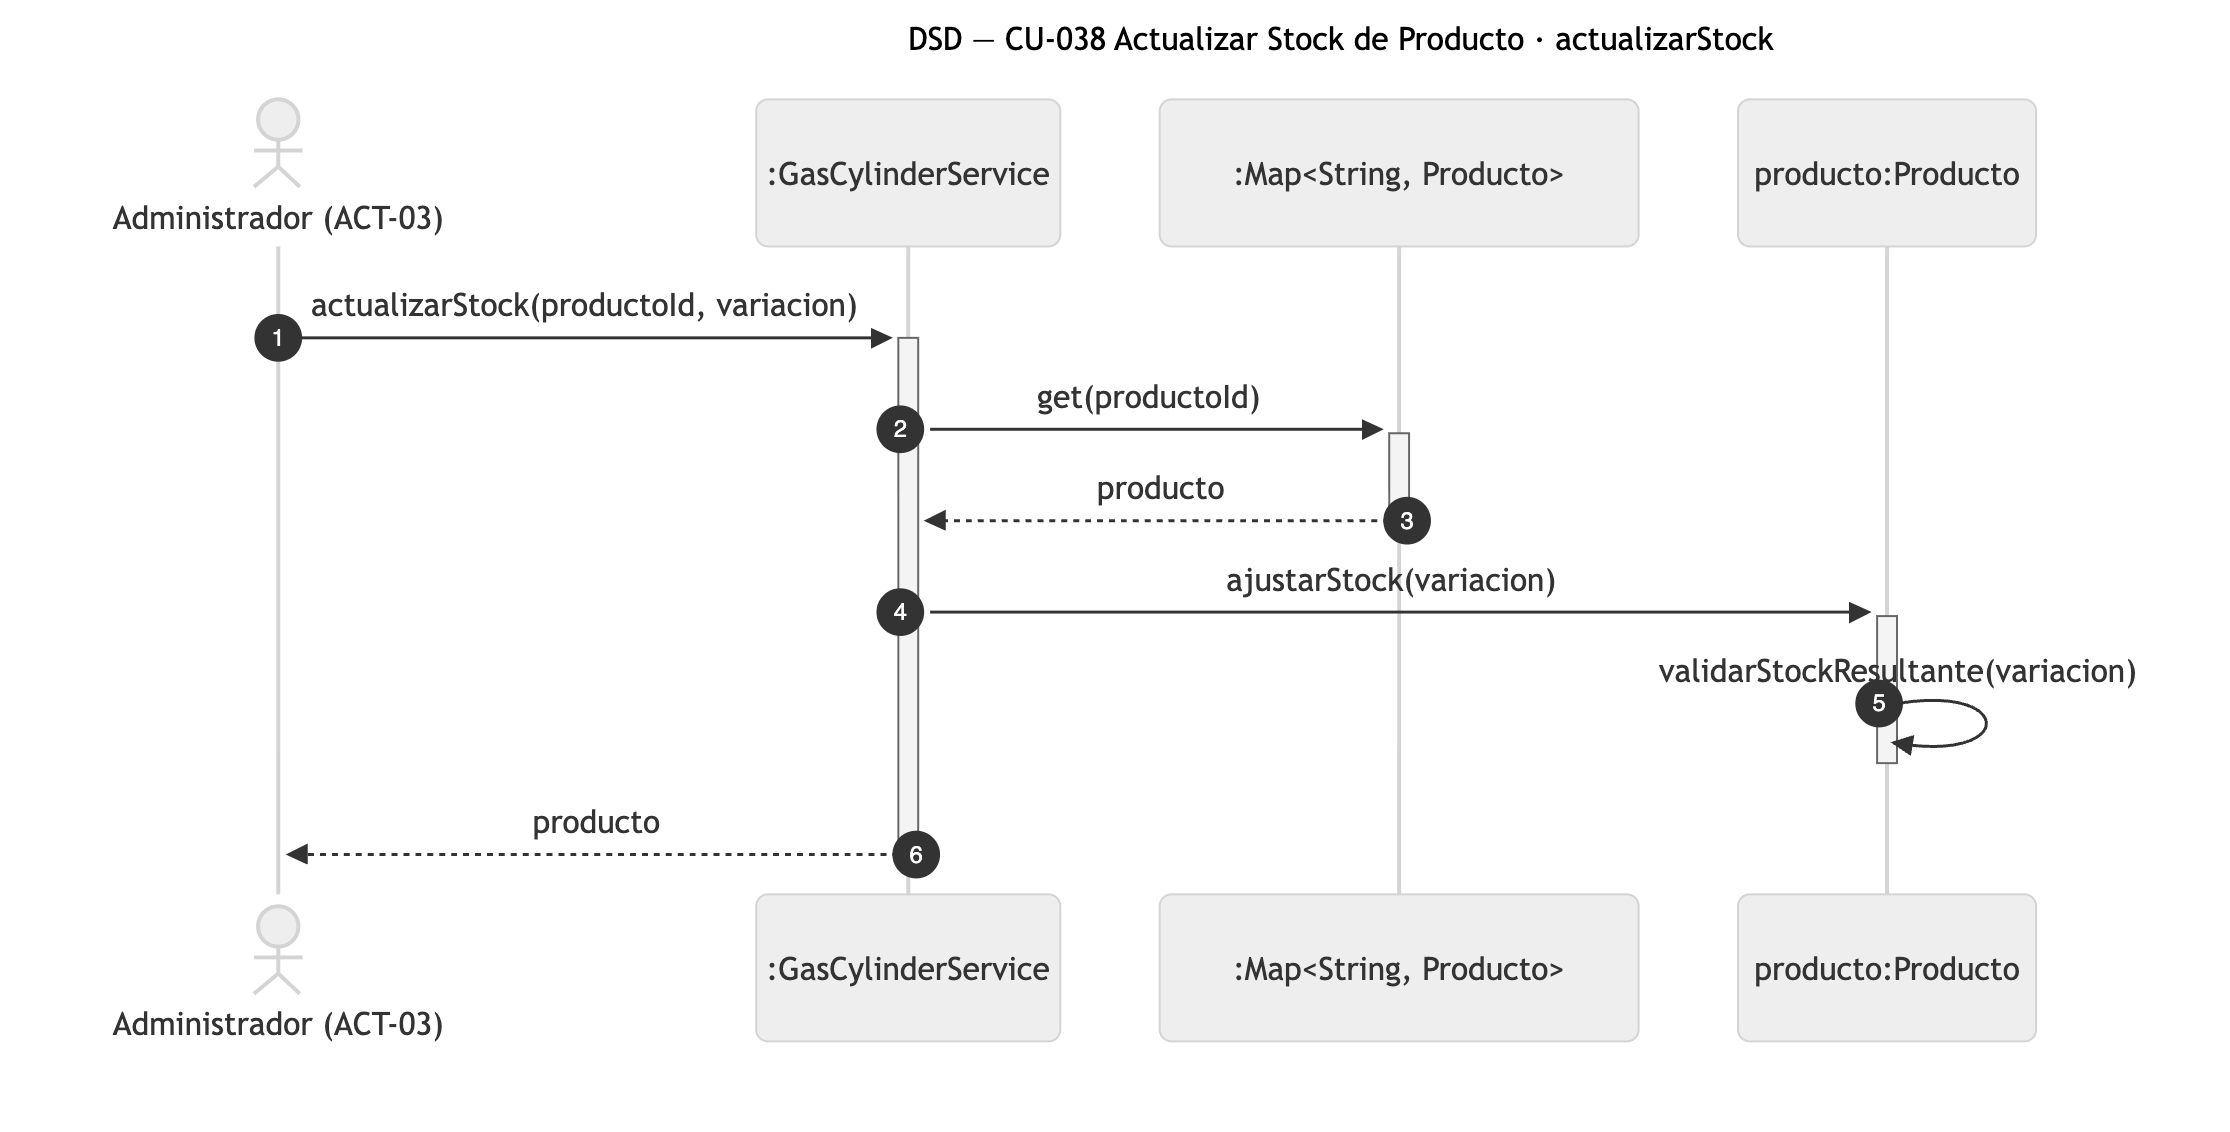 DSD — CU-038 Actualizar Stock de Producto · actualizarStock
Administrador (ACT-03)
:GasCylinderService
:Map<String, Producto>
producto:Producto
actualizarStock(productoId, variacion)
1
get(productoId)
2
producto
3
ajustarStock(variacion)
4
validarStockResultante(variacion)
5
producto
6
:GasCylinderService
:Map<String, Producto>
producto:Producto
Administrador (ACT-03)